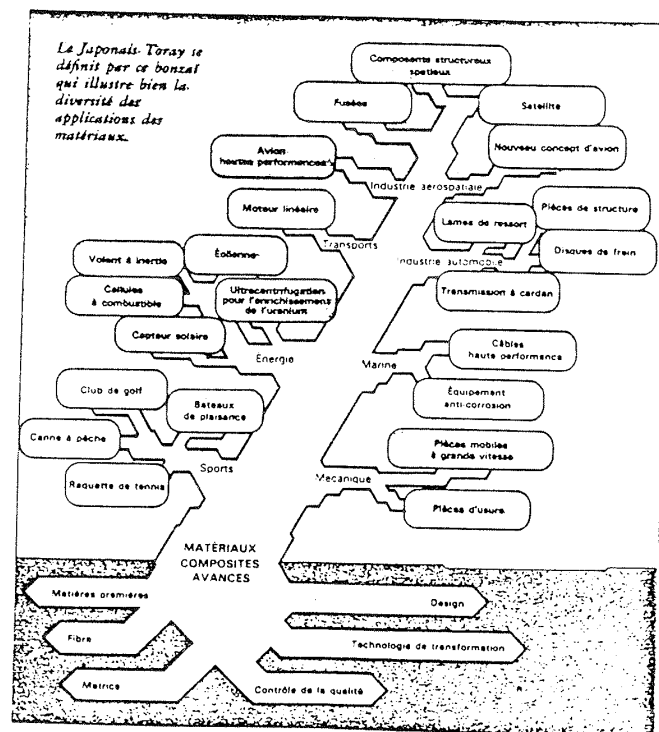 Le Japonais Toray se
définit par ce bonzaï
qui illustre bien la
diversité des
applications des
matériaux.
Composants structuraux
spatiaux
Fusées
Satellite
Avion
hautes performances
Nouveau concept d'avion
Industrie aérospatiale
Moteur linéaire
Lames de ressort
Pièces de structure
Transports
Volant à inertie
Éolienne
Industrie automobile
Disques de frein
Cellules
à combustible
Ultracentrifugation
pour l'enrichissement
de l'uranium
Transmission à cardan
Capteur solaire
Énergie
Marine
Câbles
haute performance
Club de golf
Bateaux
de plaisance
Équipement
anti-corrosion
Canne à pêche
Sports
Pièces mobiles
à grande vitesse
Raquette de tennis
Mécanique
Pièces d'usure
MATÉRIAUX
COMPOSITES
AVANCES
Matières premières
Design
Fibre
Technologie de transformation
Matrice
Contrôle de la qualité